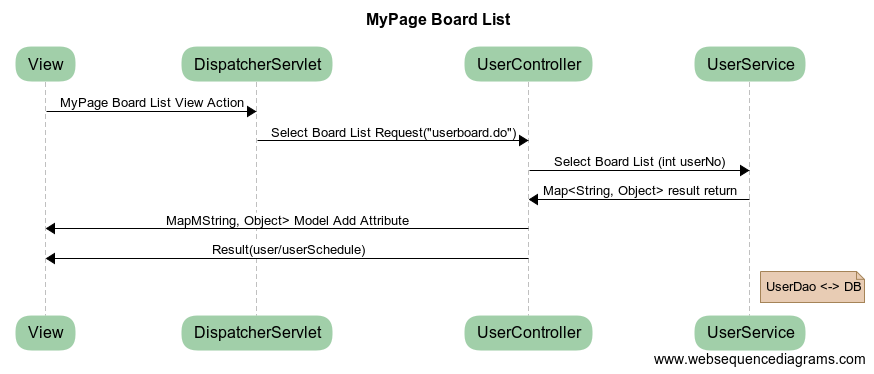 MyPage Board List
View DispatcherServlet UserController UserService
MyPage Board List View Action
Select Board List Request("userboard.do")
Select Board List (int userNo)
Map<String, Object> result return
MapMString, Object> Model Add Attribute
Result(user/userSchedule)
UserDao <-> DB
View DispatcherServlet UserController UserService
www.websequencediagrams.com